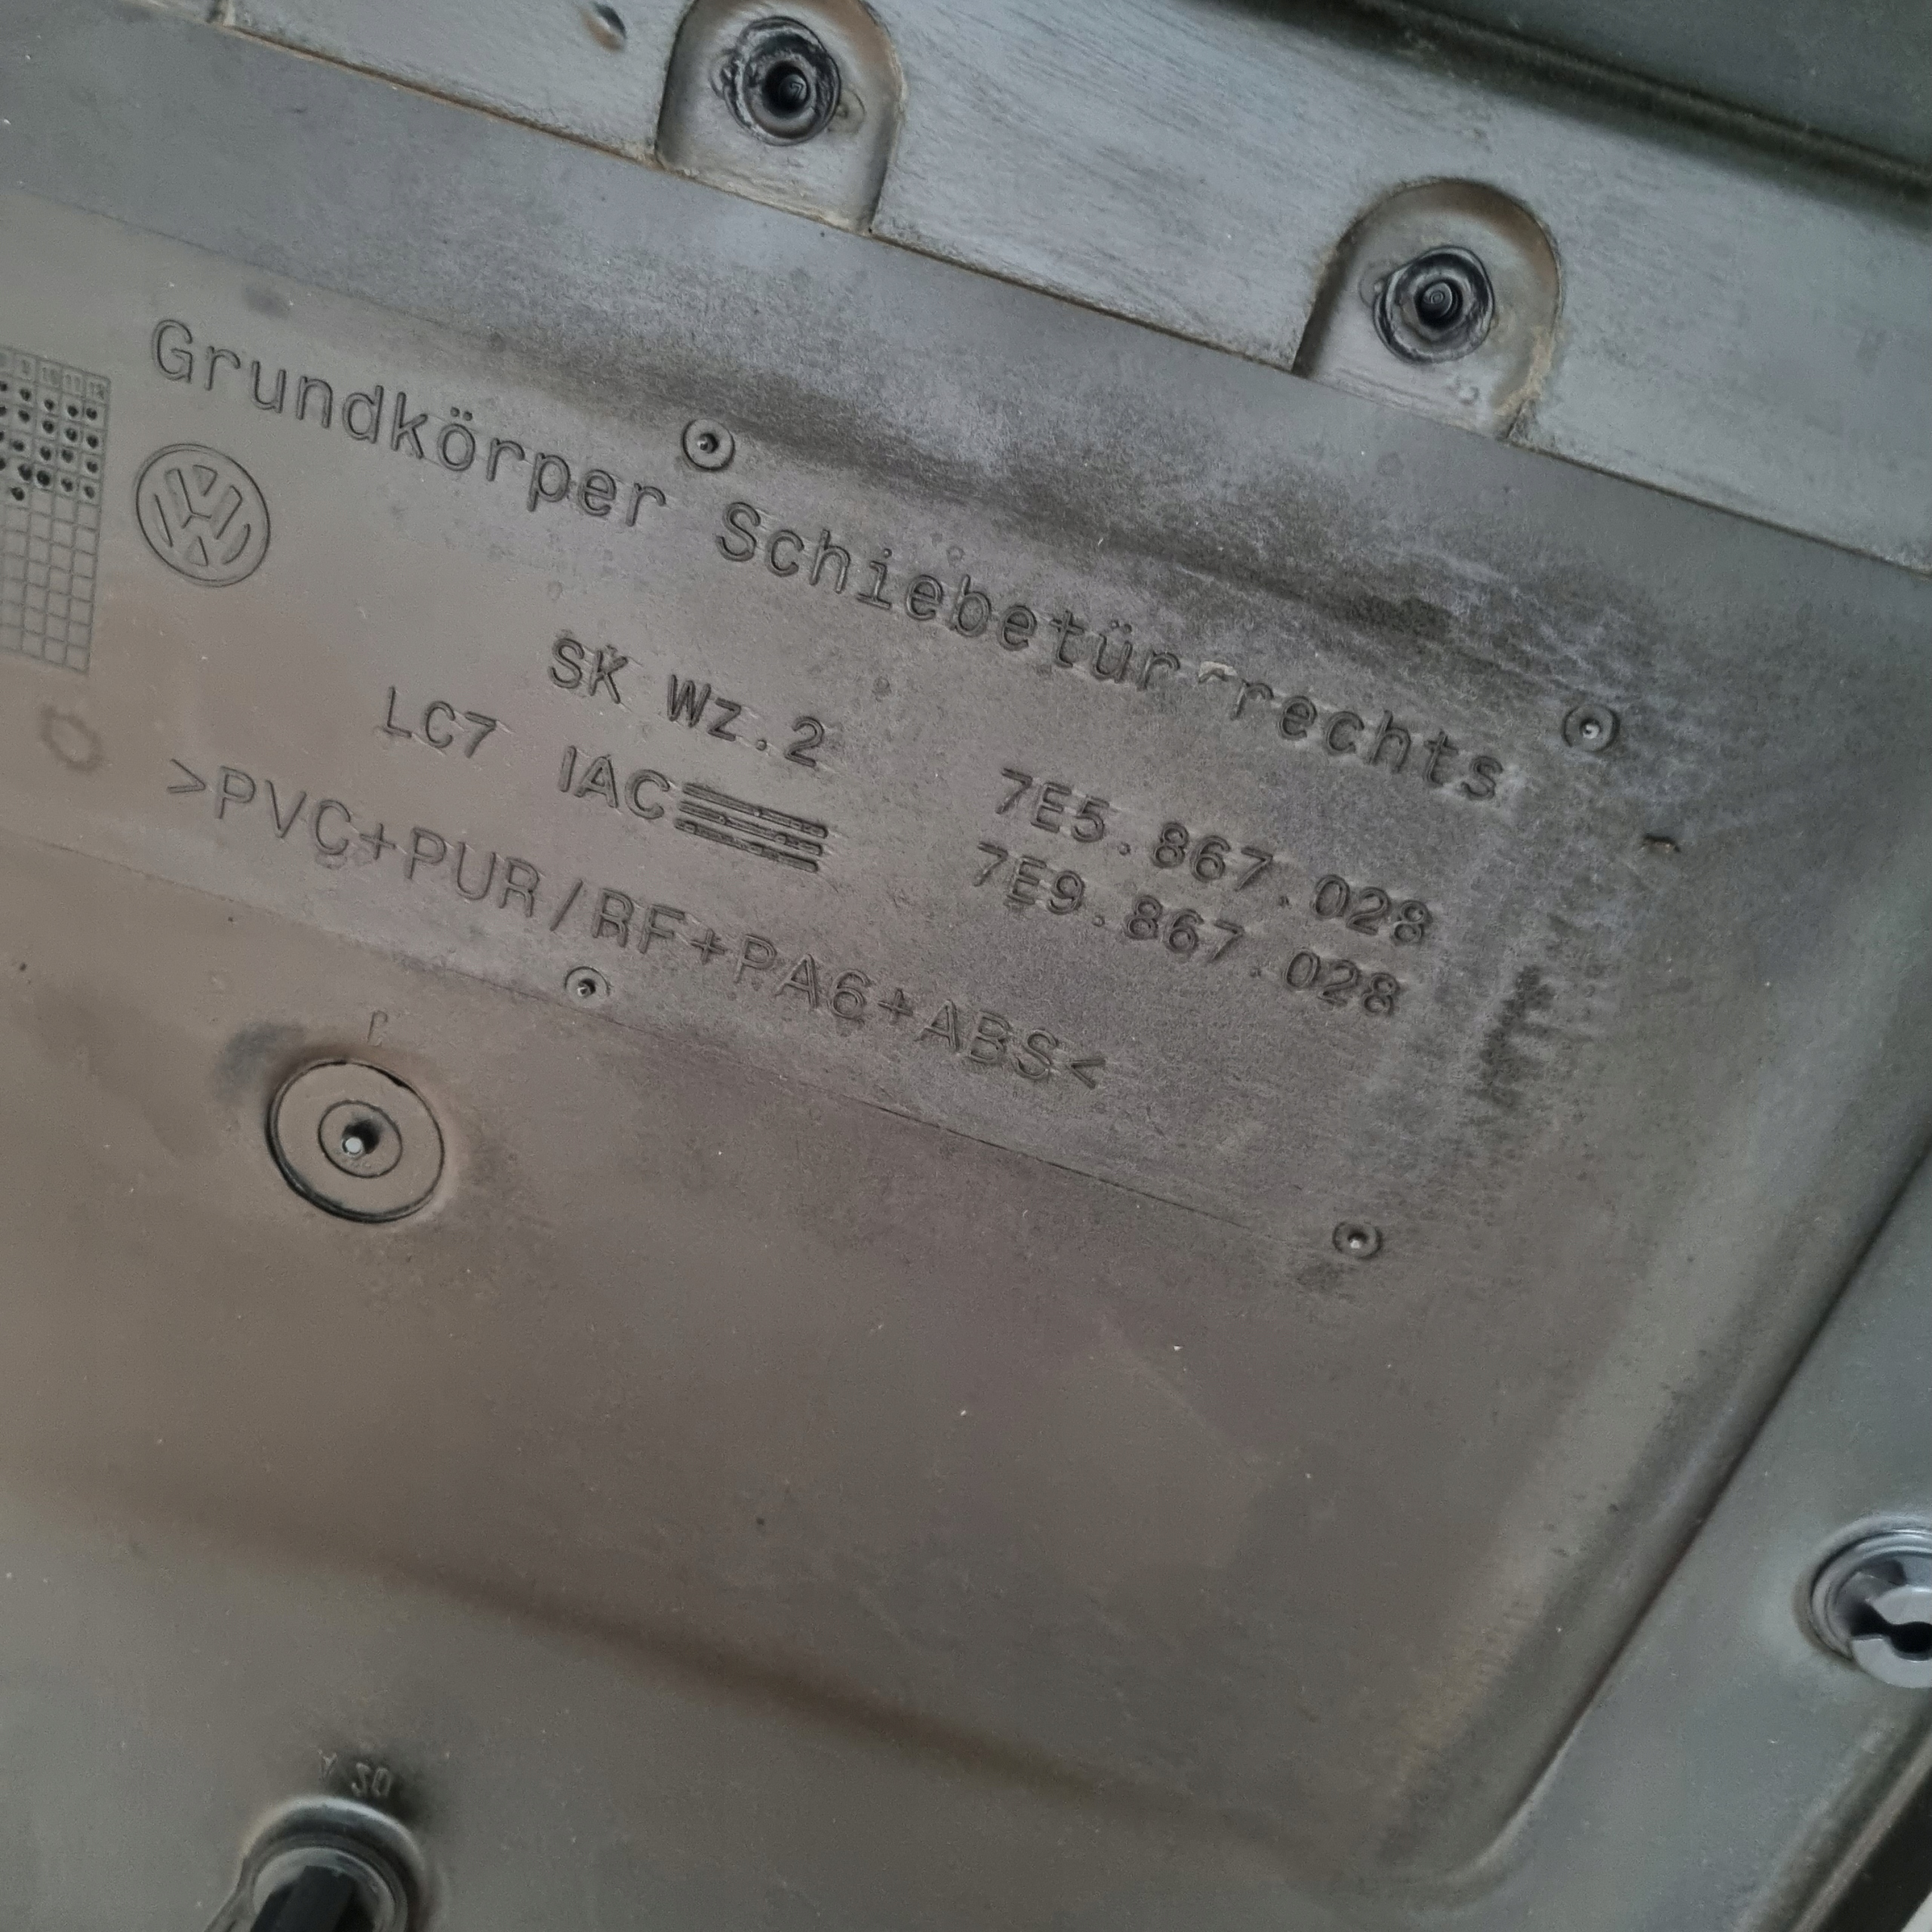 Grundkörper Schiebetür rechts
SK Wz.2
7E5.867.028
LC7 IAC
7E9.867.028
>PVC+PUR/RF+PA6+ABS<